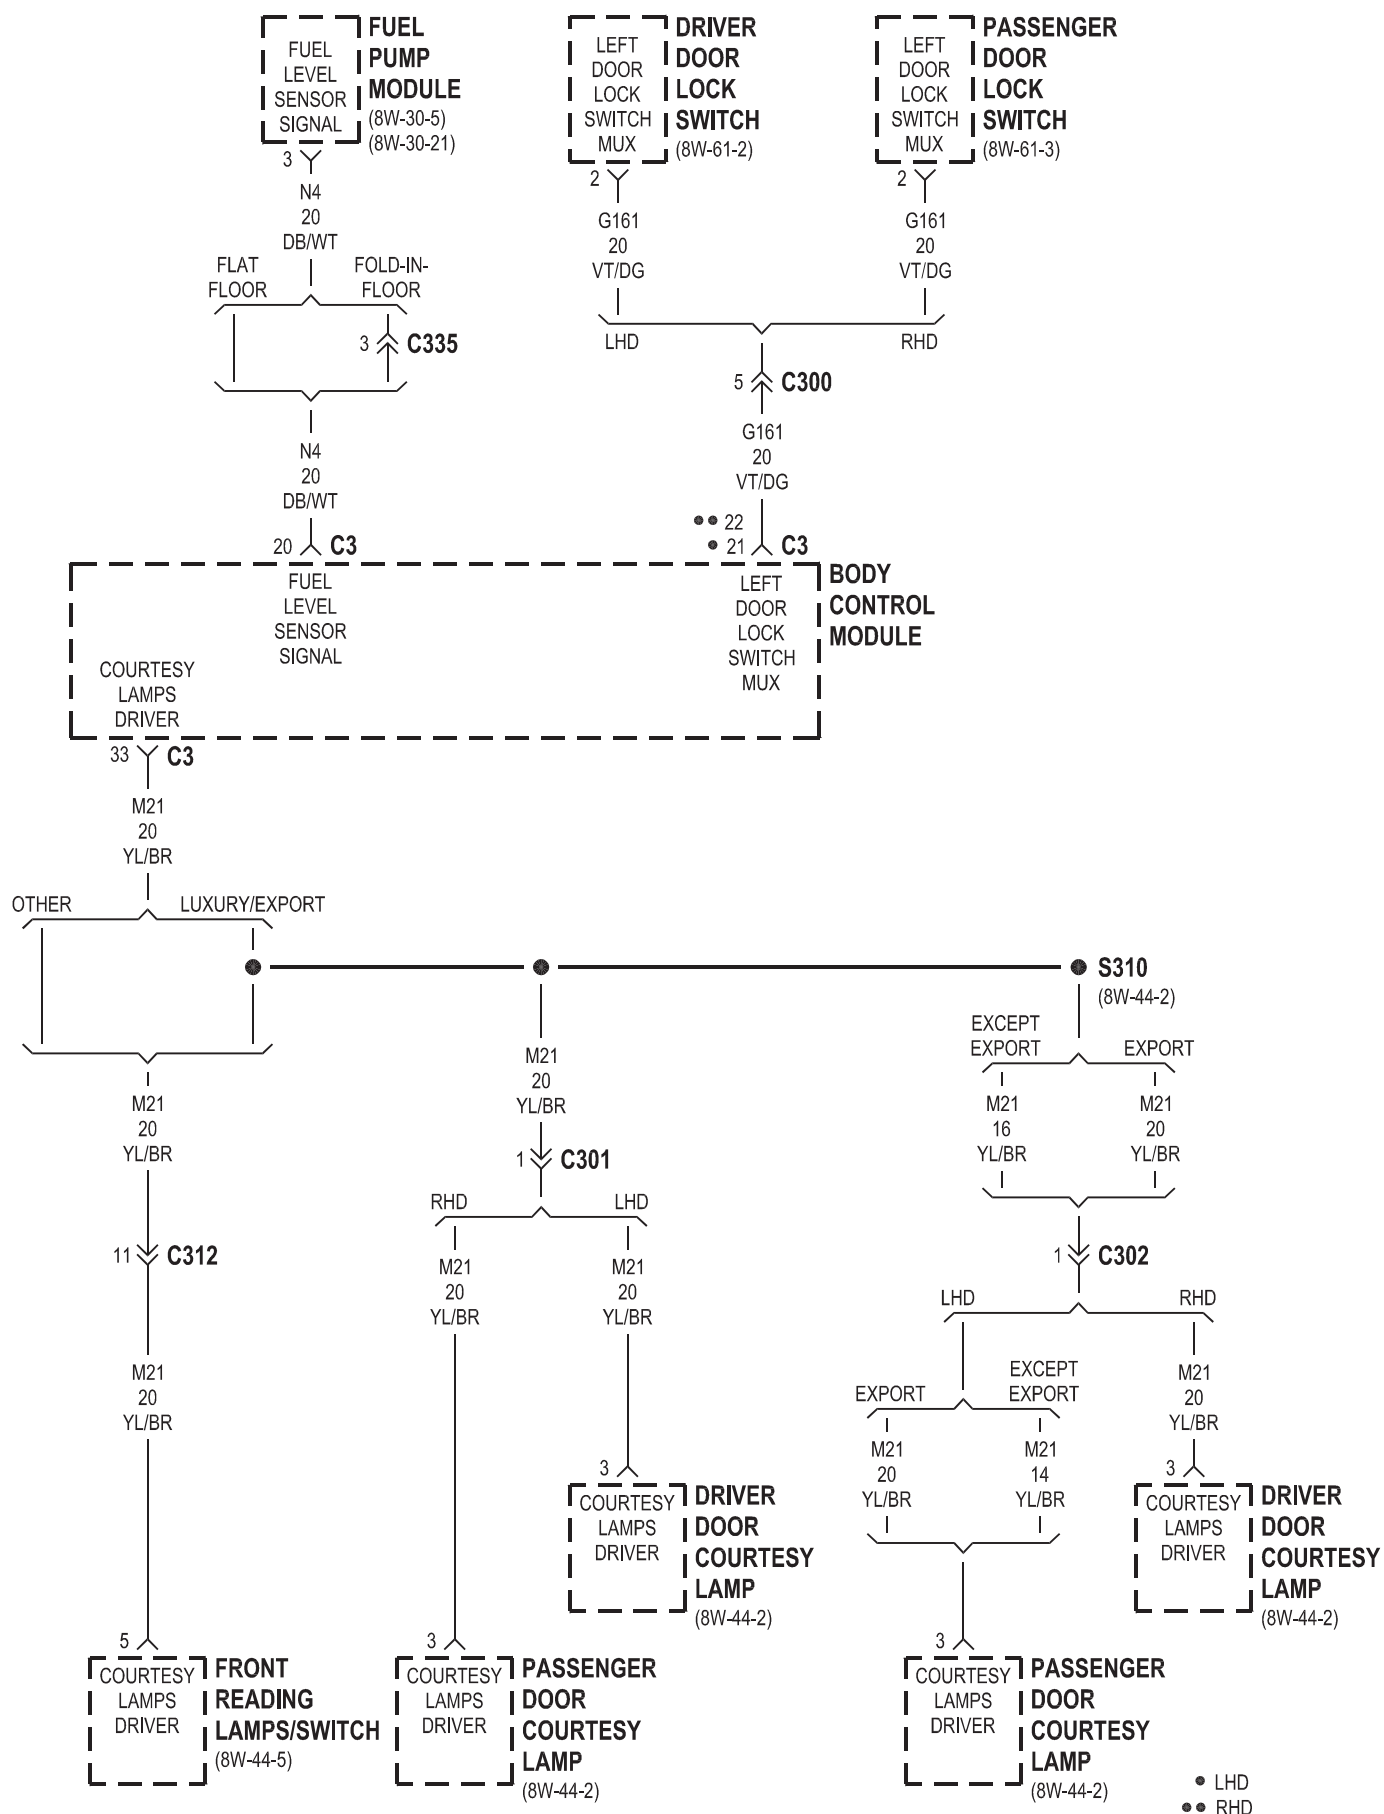 FUEL
PUMP
MODULE
(8W-30-5)
(8W-30-21)
FUEL
LEVEL
SENSOR
SIGNAL
3
N4
20
DB/WT
FLAT
FLOOR
FOLD-IN-
FLOOR
3
C335
N4
20
DB/WT
20
C3
DRIVER
DOOR
LOCK
SWITCH
(8W-61-2)
LEFT
DOOR
LOCK
SWITCH
MUX
2
G161
20
VT/DG
PASSENGER
DOOR
LOCK
SWITCH
(8W-61-3)
LEFT
DOOR
LOCK
SWITCH
MUX
2
G161
20
VT/DG
LHD
RHD
5
C300
G161
20
VT/DG
●● 22
● 21
C3
BODY
CONTROL
MODULE
FUEL
LEVEL
SENSOR
SIGNAL
LEFT
DOOR
LOCK
SWITCH
MUX
COURTESY
LAMPS
DRIVER
33
C3
M21
20
YL/BR
OTHER
LUXURY/EXPORT
S310
(8W-44-2)
M21
20
YL/BR
11
C312
M21
20
YL/BR
5
COURTESY
LAMPS
DRIVER
FRONT
READING
LAMPS/SWITCH
(8W-44-5)
M21
20
YL/BR
1
C301
RHD
LHD
M21
20
YL/BR
M21
20
YL/BR
3
COURTESY
LAMPS
DRIVER
DRIVER
DOOR
COURTESY
LAMP
(8W-44-2)
3
COURTESY
LAMPS
DRIVER
PASSENGER
DOOR
COURTESY
LAMP
(8W-44-2)
EXCEPT
EXPORT
EXPORT
M21
16
YL/BR
M21
20
YL/BR
1
C302
LHD
RHD
EXPORT
EXCEPT
EXPORT
M21
20
YL/BR
M21
14
YL/BR
M21
20
YL/BR
3
COURTESY
LAMPS
DRIVER
DRIVER
DOOR
COURTESY
LAMP
(8W-44-2)
3
COURTESY
LAMPS
DRIVER
PASSENGER
DOOR
COURTESY
LAMP
(8W-44-2)
● LHD
●● RHD